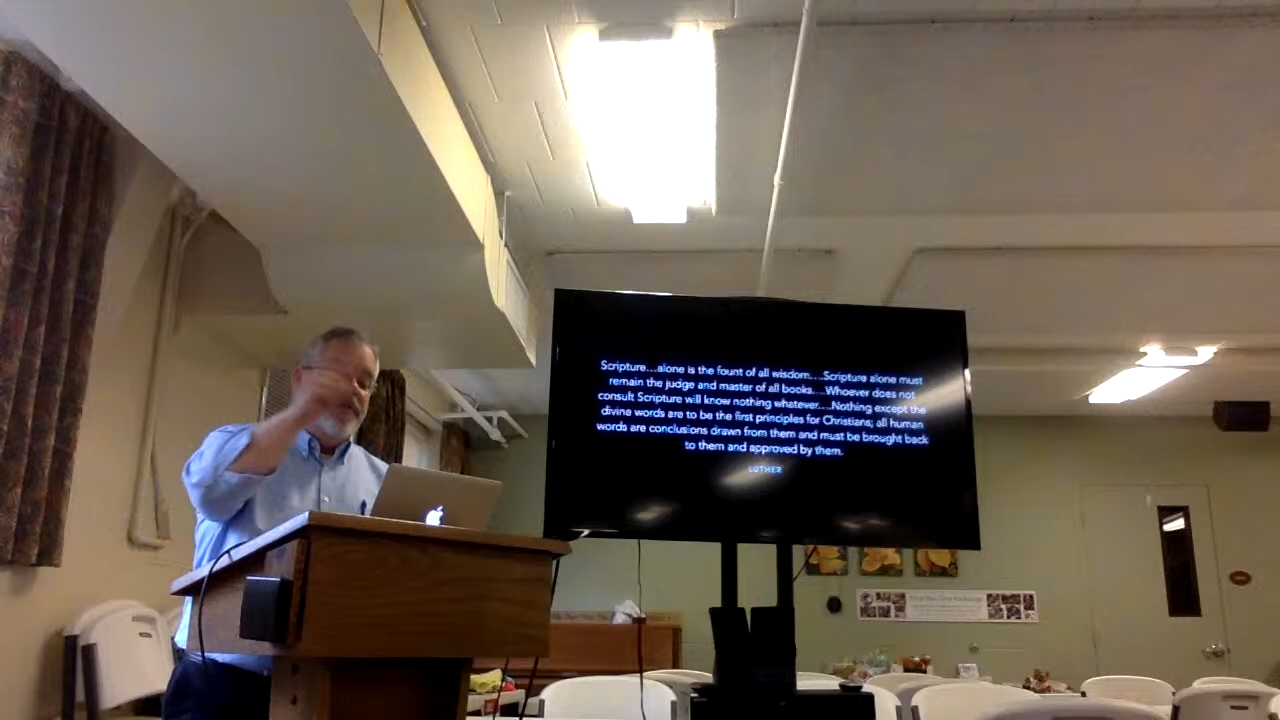 Scripture...alone is the fount of all wisdom....Scripture alone must
remain the judge and master of all books....Whoever does not
consult Scripture will know nothing whatever....Nothing except the
divine words are to be the first principles for Christians; all human
words are conclusions drawn from them and must be brought back
to them and approved by them.
LUTHER